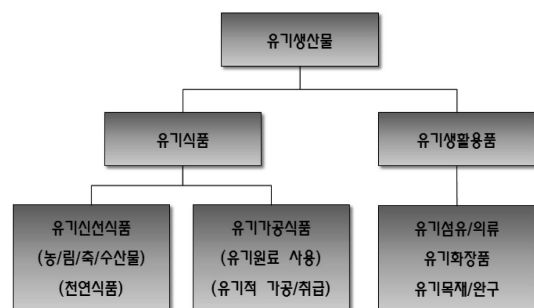 유기생산물
유기식품
유기생활용품
유기신선식품
(농/림/축/수산물)
(천연식품)
유기가공식품
(유기원료 사용)
(유기적 가공/취급)
유기섬유/의류
유기화장품
유기목재/완구